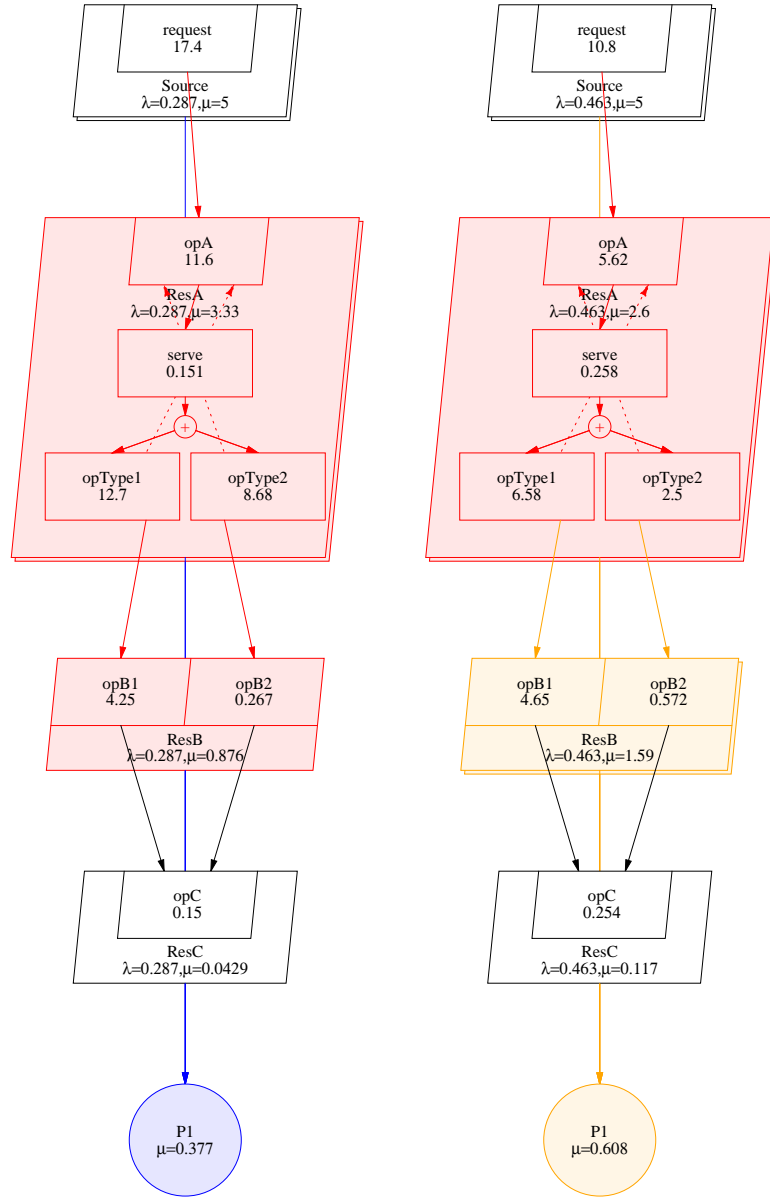 request
17.4
Source
λ=0.287,μ=5
opA
11.6
ResA
λ=0.287,μ=3.33
serve
0.151
+
opType1
12.7
opType2
8.68
opB1
4.25
opB2
0.267
ResB
λ=0.287,μ=0.876
opC
0.15
ResC
λ=0.287,μ=0.0429
P1
μ=0.377
request
10.8
Source
λ=0.463,μ=5
opA
5.62
ResA
λ=0.463,μ=2.6
serve
0.258
+
opType1
6.58
opType2
2.5
opB1
4.65
opB2
0.572
ResB
λ=0.463,μ=1.59
opC
0.254
ResC
λ=0.463,μ=0.117
P1
μ=0.608